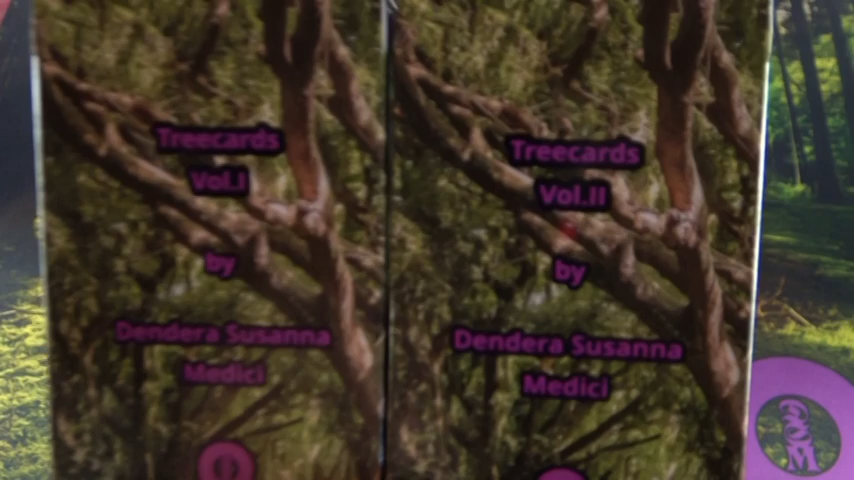 Treecards
Vol.I
by
Dendera Susanna
Medici
Treecards
Vol.II
by
Dendera Susanna
Medici